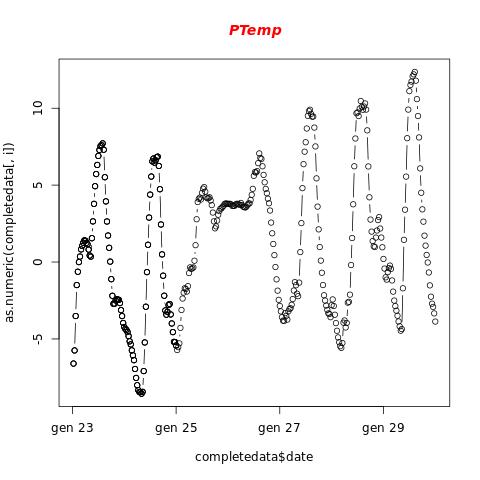 PTemp
as.numeric(completedata[, i])
10
5
0
-5
gen 23
gen 25
gen 27
gen 29
completedata$date